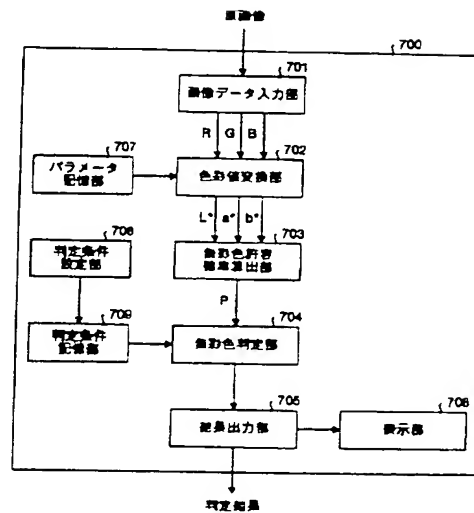 原画像
700
701
画像データ入力部
R G B
707
702
パラメータ
記憶部
色彩値変換部
L* a* b*
708
703
判定条件
設定部
無彩色許容
確率算出部
P
709
704
判定条件
記憶部
無彩色判定部
705
706
結果出力部
表示部
判定結果